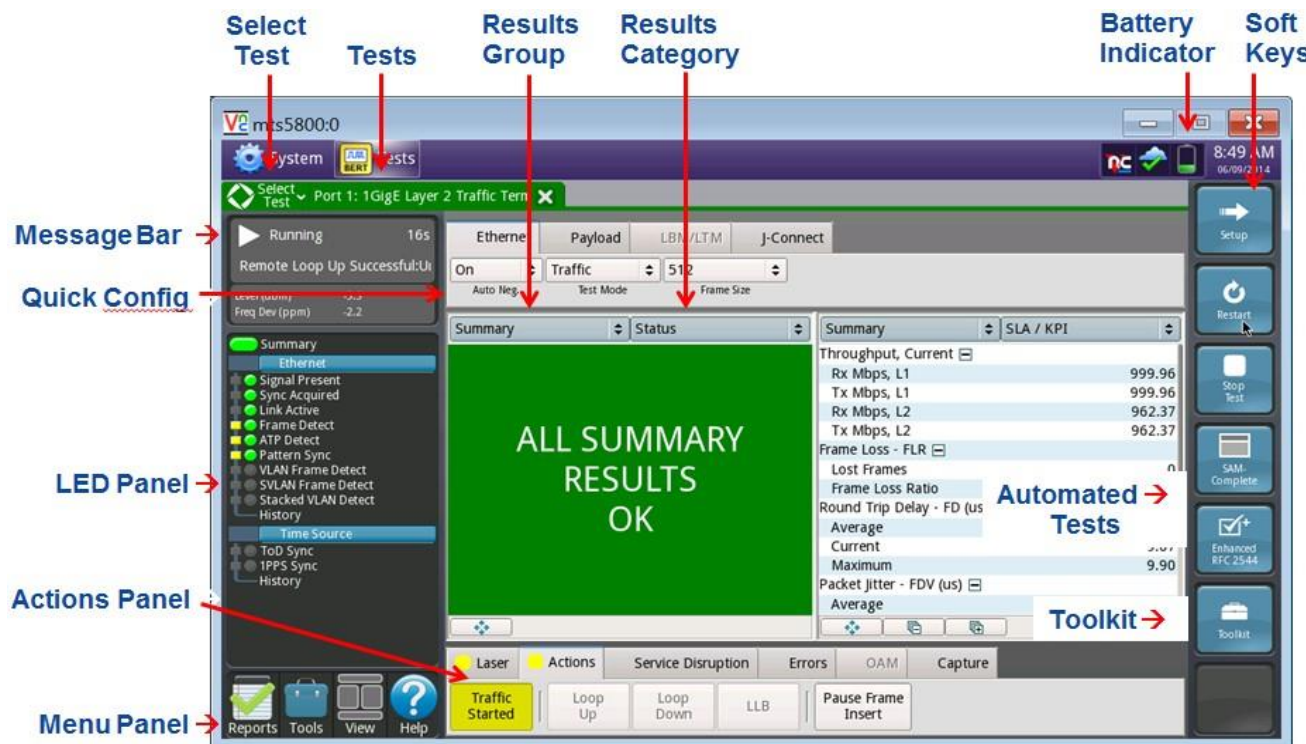 Select
Test
Tests
Results
Group
Results
Category
Battery
Indicator
Soft
Keys
mts5800:0
System
AM
BERT
Tests
nc
8:49 AM
06/09/2014
Select
Test
Port 1: 1GigE Layer 2 Traffic Term
Message Bar
Running 16s
Remote Loop Up Successful:Un
Quick Config
Level (dBm) -5.5
Freq Dev (ppm) -2.2
Ethernet Payload LBM/LTM J-Connect
On Traffic 512
Auto Neg. Test Mode Frame Size
Summary
Ethernet
Signal Present
Sync Acquired
Link Active
Frame Detect
ATP Detect
Pattern Sync
VLAN Frame Detect
SVLAN Frame Detect
Stacked VLAN Detect
History
Time Source
ToD Sync
1PPS Sync
History
LED Panel
Summary Status
ALL SUMMARY
RESULTS
OK
Summary SLA / KPI
Throughput, Current
Rx Mbps, L1 999.96
Tx Mbps, L1 999.96
Rx Mbps, L2 962.37
Tx Mbps, L2 962.37
Frame Loss - FLR
Lost Frames 0
Frame Loss Ratio
Round Trip Delay - FD (us
Average
Current
Maximum 9.90
Packet Jitter - FDV (us)
Average
Automated
Tests
Toolkit
Setup
Restart
Stop
Test
SAM-
Complete
Enhanced
RFC 2544
Toolkit
Actions Panel
Laser Actions Service Disruption Errors OAM Capture
Traffic
Started
Loop
Up
Loop
Down
LLB
Pause Frame
Insert
Menu Panel
Reports Tools View Help